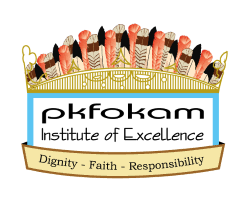 pkfokam
Institute of Excellence
Dignity - Faith - Responsibility